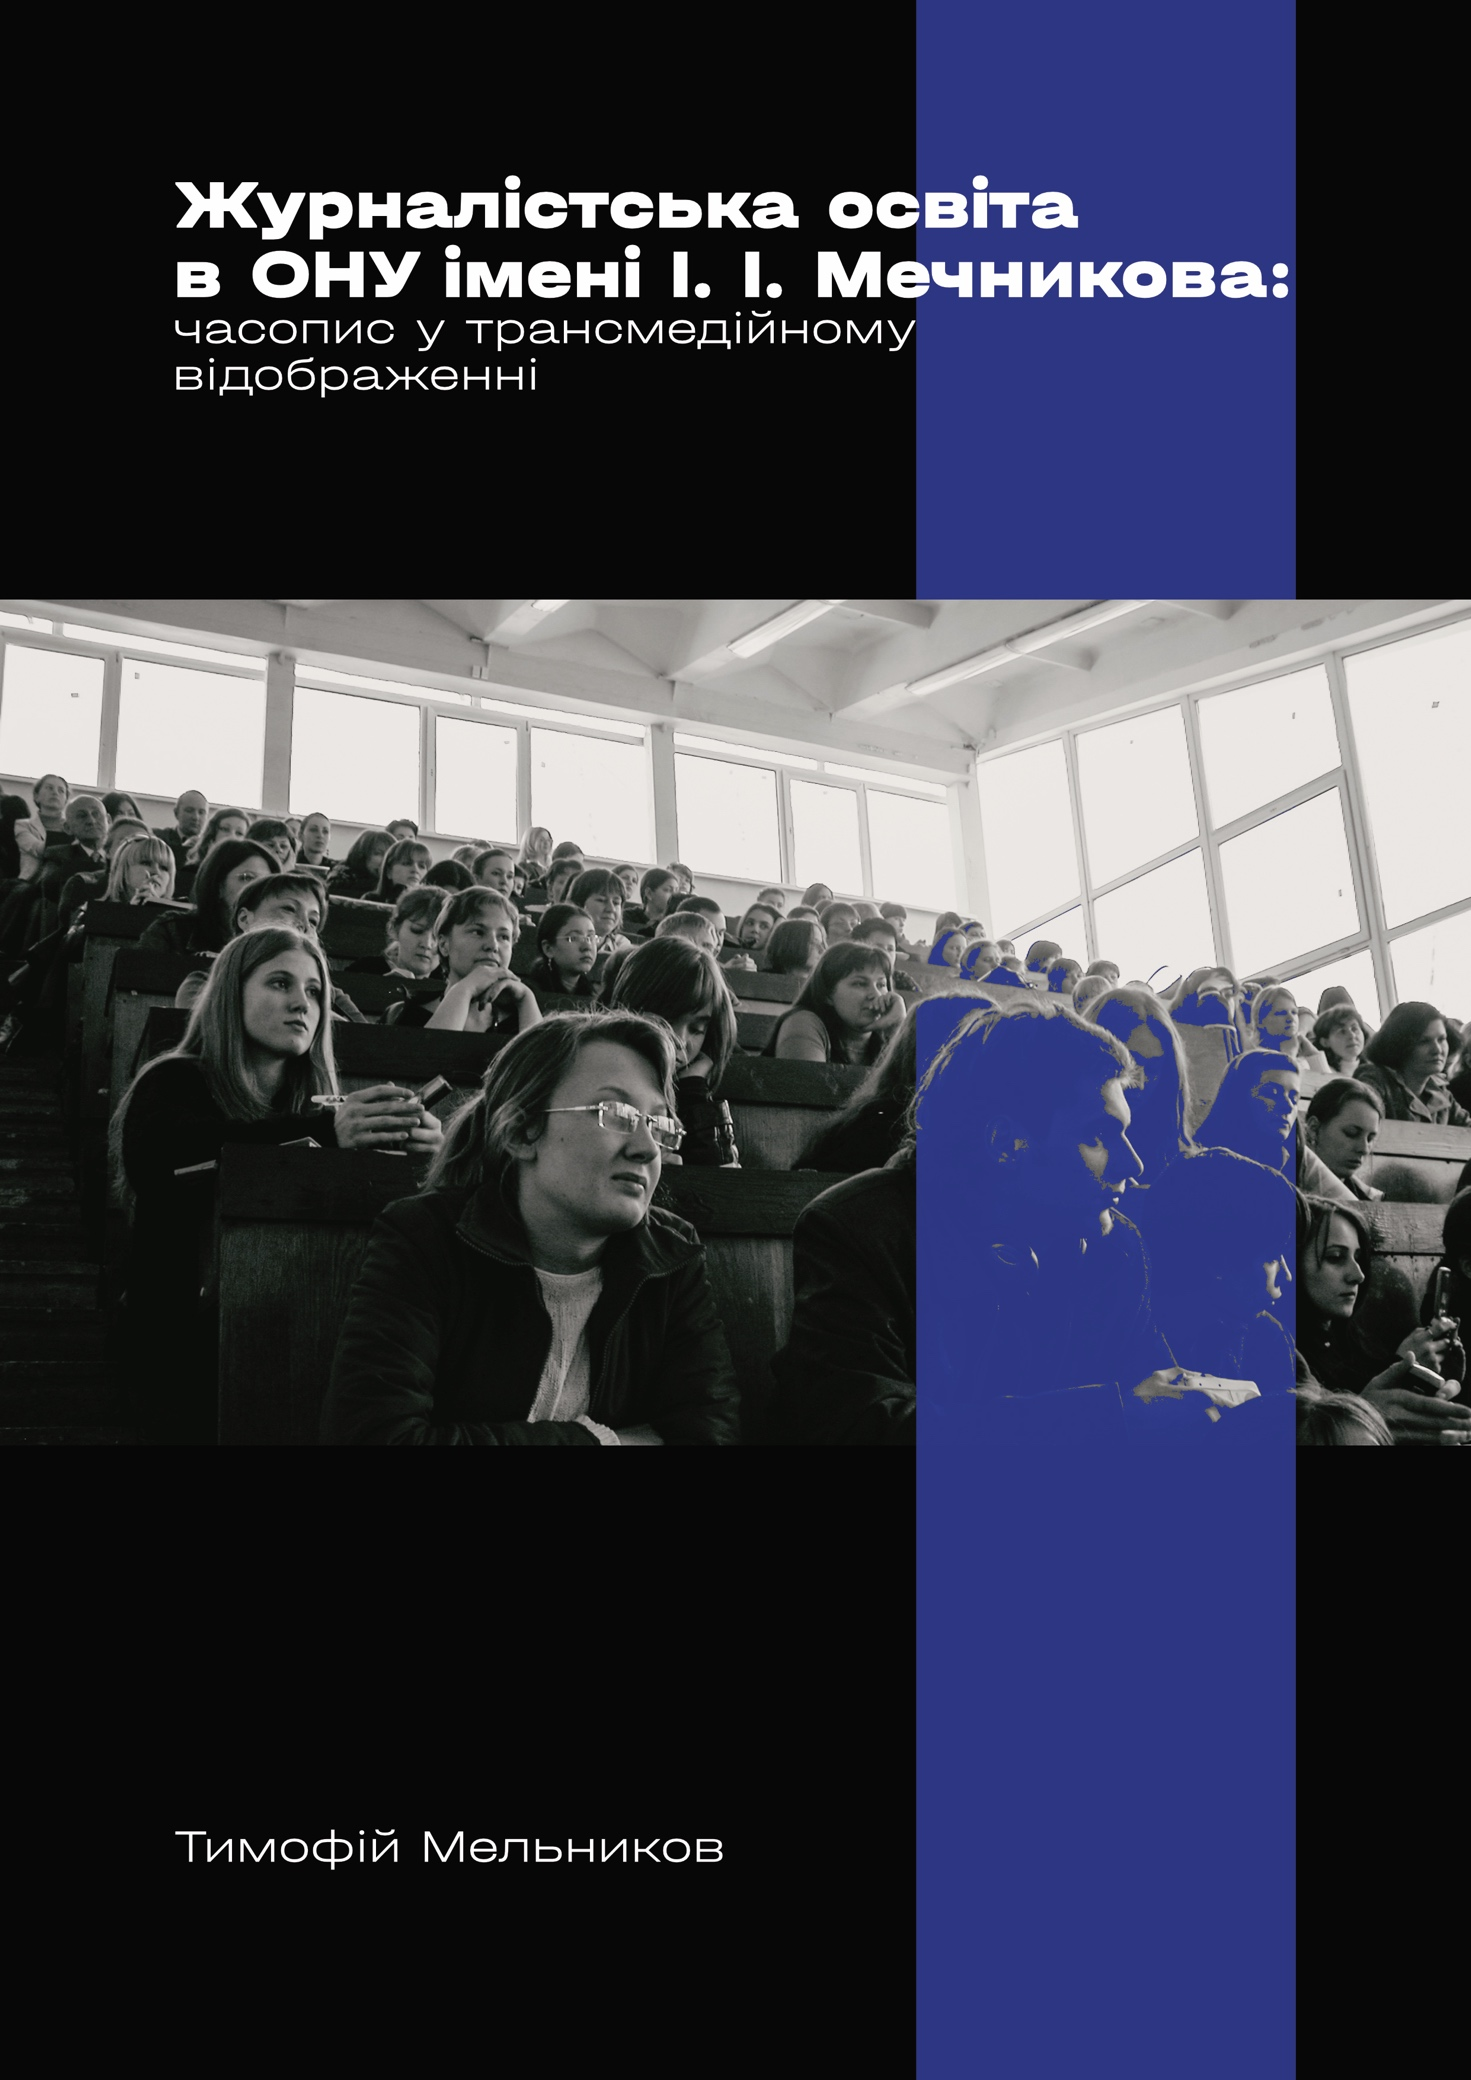 Журналістська освіта
в ОНУ імені І. І. Мечникова:
часопис у трансмедійному
відображенні
Тимофій Мельников